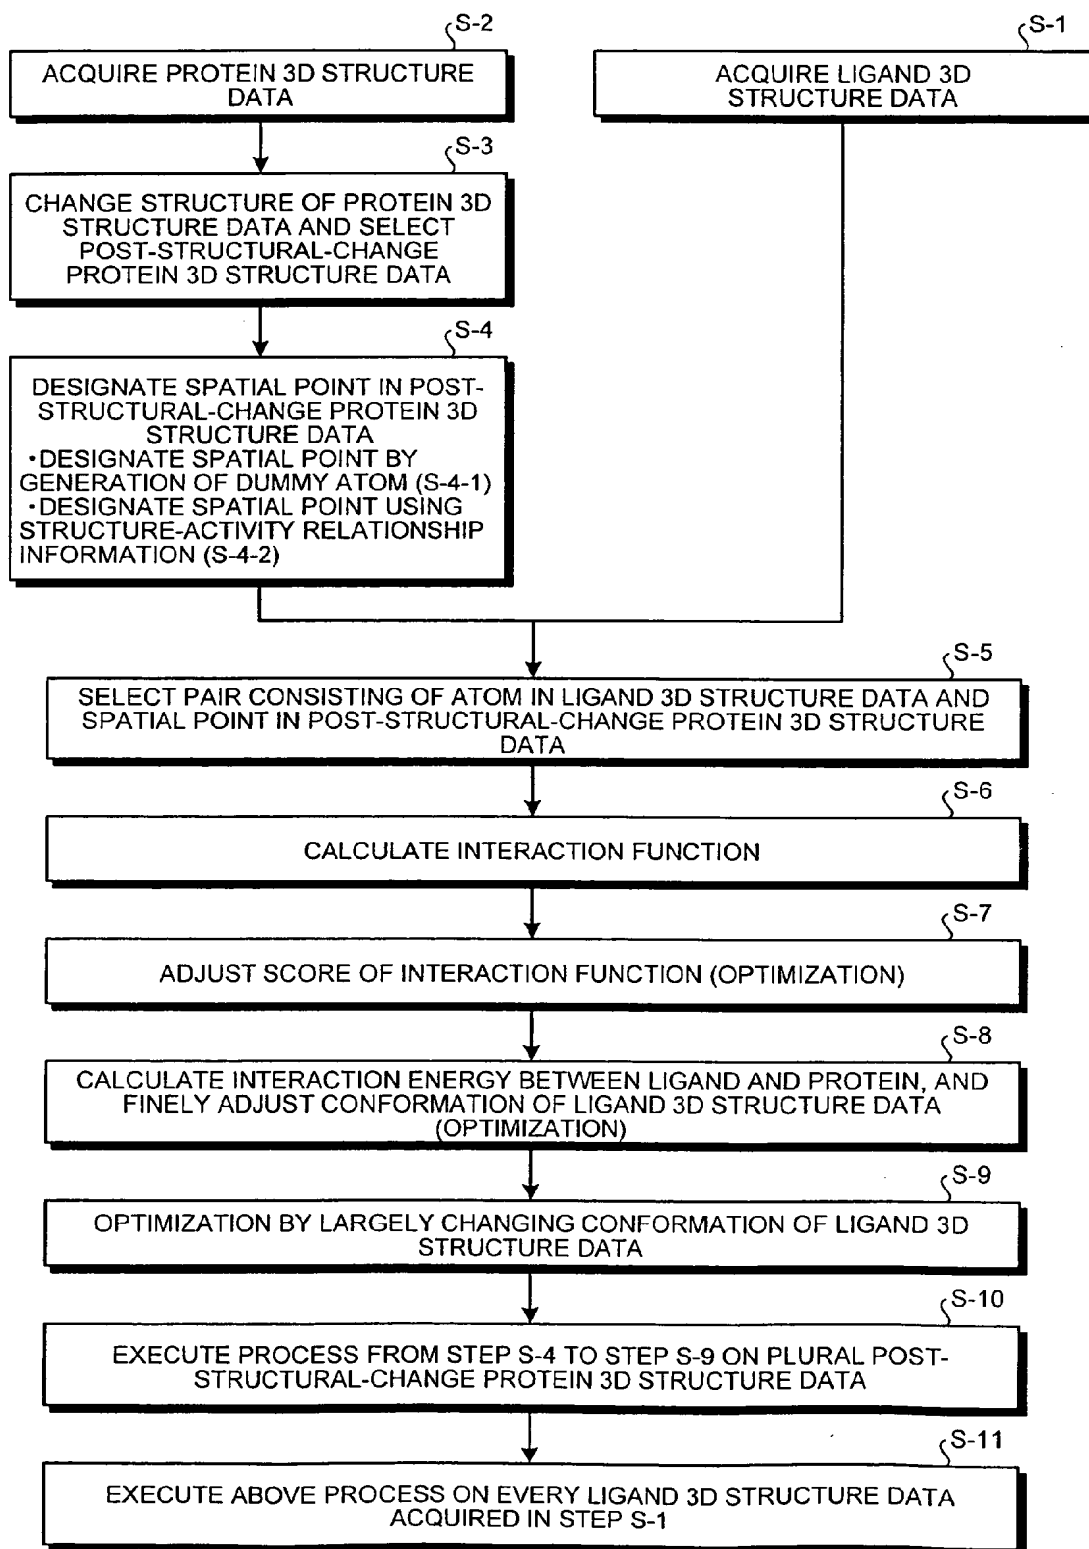 S-2
ACQUIRE PROTEIN 3D STRUCTURE
DATA
S-1
ACQUIRE LIGAND 3D
STRUCTURE DATA
S-3
CHANGE STRUCTURE OF PROTEIN 3D
STRUCTURE DATA AND SELECT
POST-STRUCTURAL-CHANGE
PROTEIN 3D STRUCTURE DATA
S-4
DESIGNATE SPATIAL POINT IN POST-
STRUCTURAL-CHANGE PROTEIN 3D
STRUCTURE DATA
・DESIGNATE SPATIAL POINT BY
GENERATION OF DUMMY ATOM (S-4-1)
・DESIGNATE SPATIAL POINT USING
STRUCTURE-ACTIVITY RELATIONSHIP
INFORMATION (S-4-2)
S-5
SELECT PAIR CONSISTING OF ATOM IN LIGAND 3D STRUCTURE DATA AND
SPATIAL POINT IN POST-STRUCTURAL-CHANGE PROTEIN 3D STRUCTURE
DATA
S-6
CALCULATE INTERACTION FUNCTION
S-7
ADJUST SCORE OF INTERACTION FUNCTION (OPTIMIZATION)
S-8
CALCULATE INTERACTION ENERGY BETWEEN LIGAND AND PROTEIN, AND
FINELY ADJUST CONFORMATION OF LIGAND 3D STRUCTURE DATA
(OPTIMIZATION)
S-9
OPTIMIZATION BY LARGELY CHANGING CONFORMATION OF LIGAND 3D
STRUCTURE DATA
S-10
EXECUTE PROCESS FROM STEP S-4 TO STEP S-9 ON PLURAL POST-
STRUCTURAL-CHANGE PROTEIN 3D STRUCTURE DATA
S-11
EXECUTE ABOVE PROCESS ON EVERY LIGAND 3D STRUCTURE DATA
ACQUIRED IN STEP S-1